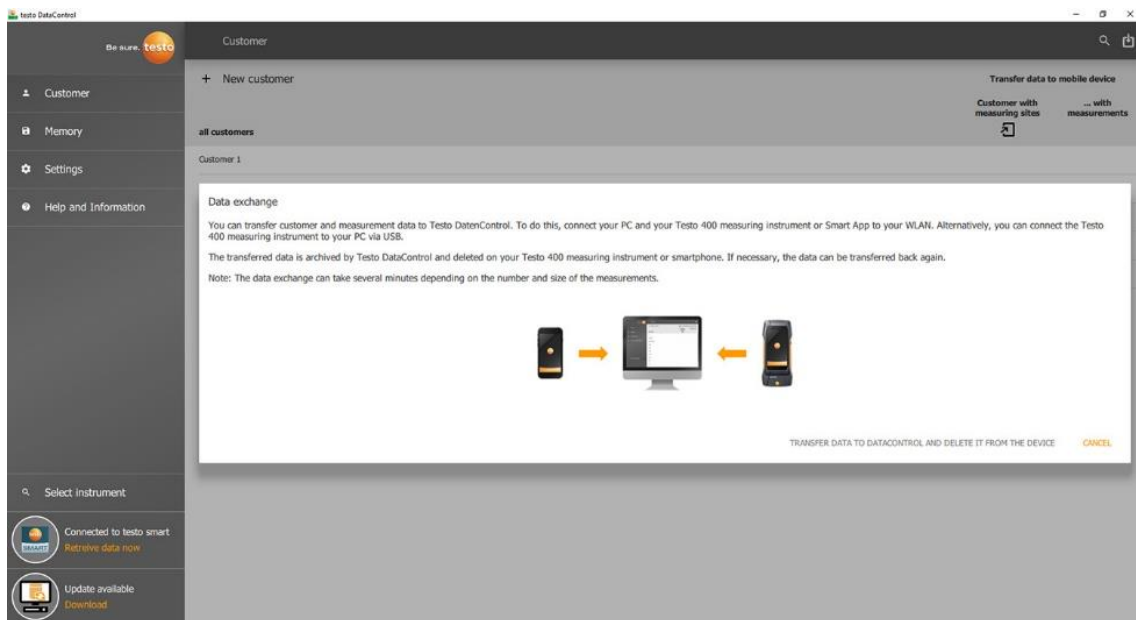 testo DataControl
Be sure. testo
Customer
Customer
Memory
Settings
Help and Information
+ New customer
Transfer data to mobile device
Customer with
measuring sites
... with
measurements
all customers
Customer 1
Data exchange
You can transfer customer and measurement data to Testo DatenControl. To do this, connect your PC and your Testo 400 measuring instrument or Smart App to your WLAN. Alternatively, you can connect the Testo
400 measuring instrument to your PC via USB.
The transferred data is archived by Testo DataControl and deleted on your Testo 400 measuring instrument or smartphone. If necessary, the data can be transferred back again.
Note: The data exchange can take several minutes depending on the number and size of the measurements.
TRANSFER DATA TO DATACONTROL AND DELETE IT FROM THE DEVICE
CANCEL
Select instrument
SMART
Connected to testo smart
Retreive data now
Update available
Download